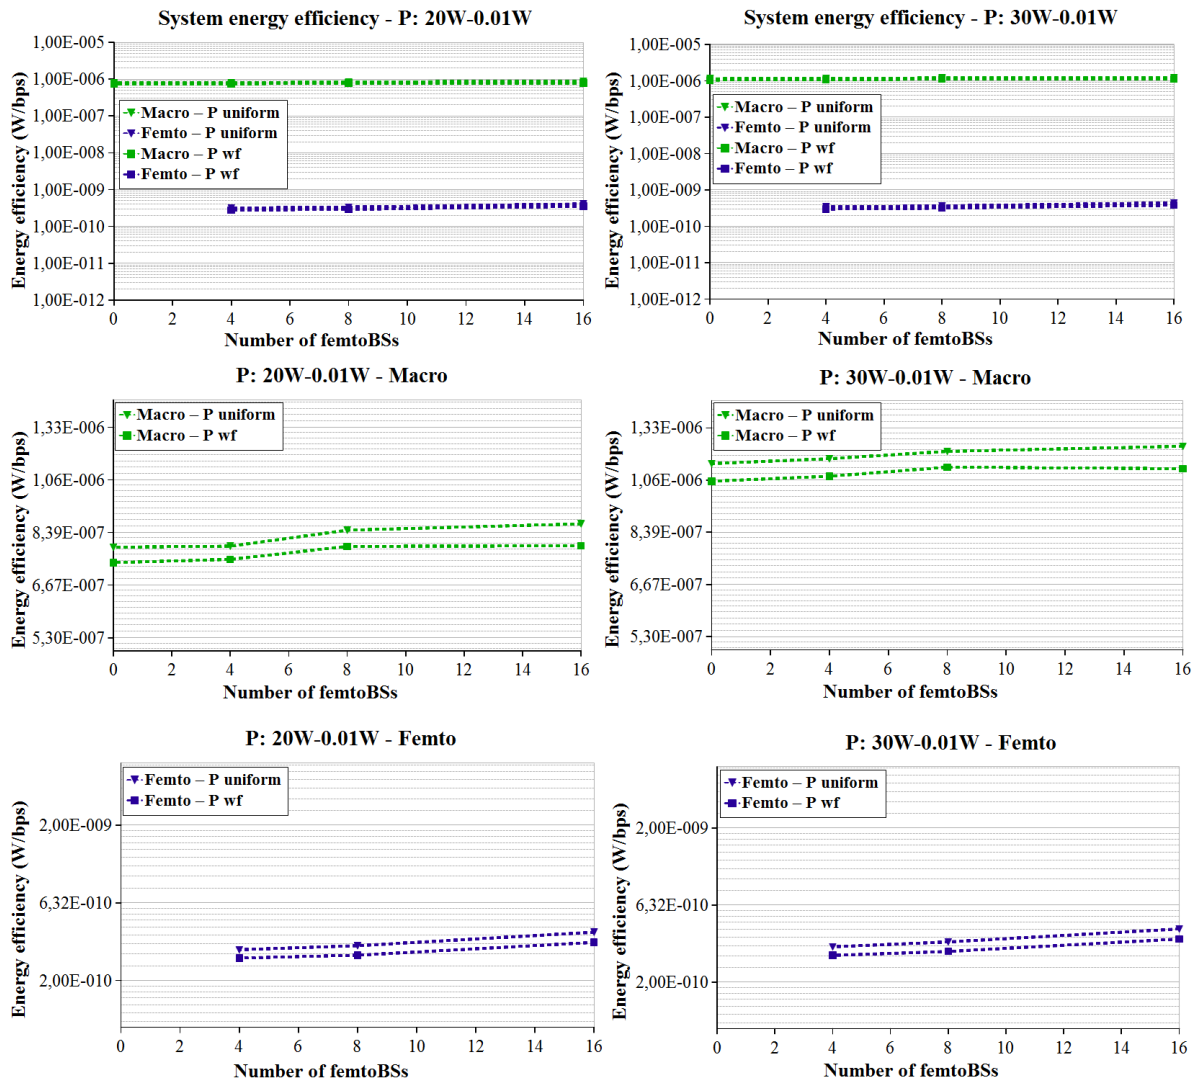 System energy efficiency - P: 20W-0.01W
Energy efficiency (W/bps)
1,00E-005
1,00E-006
1,00E-007
1,00E-008
1,00E-009
1,00E-010
1,00E-011
1,00E-012
Macro – P uniform
Femto – P uniform
Macro – P wf
Femto – P wf
0 2 4 6 8 10 12 14 16
Number of femtoBSs
System energy efficiency - P: 30W-0.01W
Energy efficiency (W/bps)
1,00E-005
1,00E-006
1,00E-007
1,00E-008
1,00E-009
1,00E-010
1,00E-011
1,00E-012
Macro – P uniform
Femto – P uniform
Macro – P wf
Femto – P wf
0 2 4 6 8 10 12 14 16
Number of femtoBSs
P: 20W-0.01W - Macro
Energy efficiency (W/bps)
Macro – P uniform
Macro – P wf
1,33E-006
1,06E-006
8,39E-007
6,67E-007
5,30E-007
0 2 4 6 8 10 12 14 16
Number of femtoBSs
P: 30W-0.01W - Macro
Energy efficiency (W/bps)
Macro – P uniform
Macro – P wf
1,33E-006
1,06E-006
8,39E-007
6,67E-007
5,30E-007
0 2 4 6 8 10 12 14 16
Number of femtoBSs
P: 20W-0.01W - Femto
Energy efficiency (W/bps)
Femto – P uniform
Femto – P wf
2,00E-009
6,32E-010
2,00E-010
0 2 4 6 8 10 12 14 16
Number of femtoBSs
P: 30W-0.01W - Femto
Energy efficiency (W/bps)
Femto – P uniform
Femto – P wf
2,00E-009
6,32E-010
2,00E-010
0 2 4 6 8 10 12 14 16
Number of femtoBSs